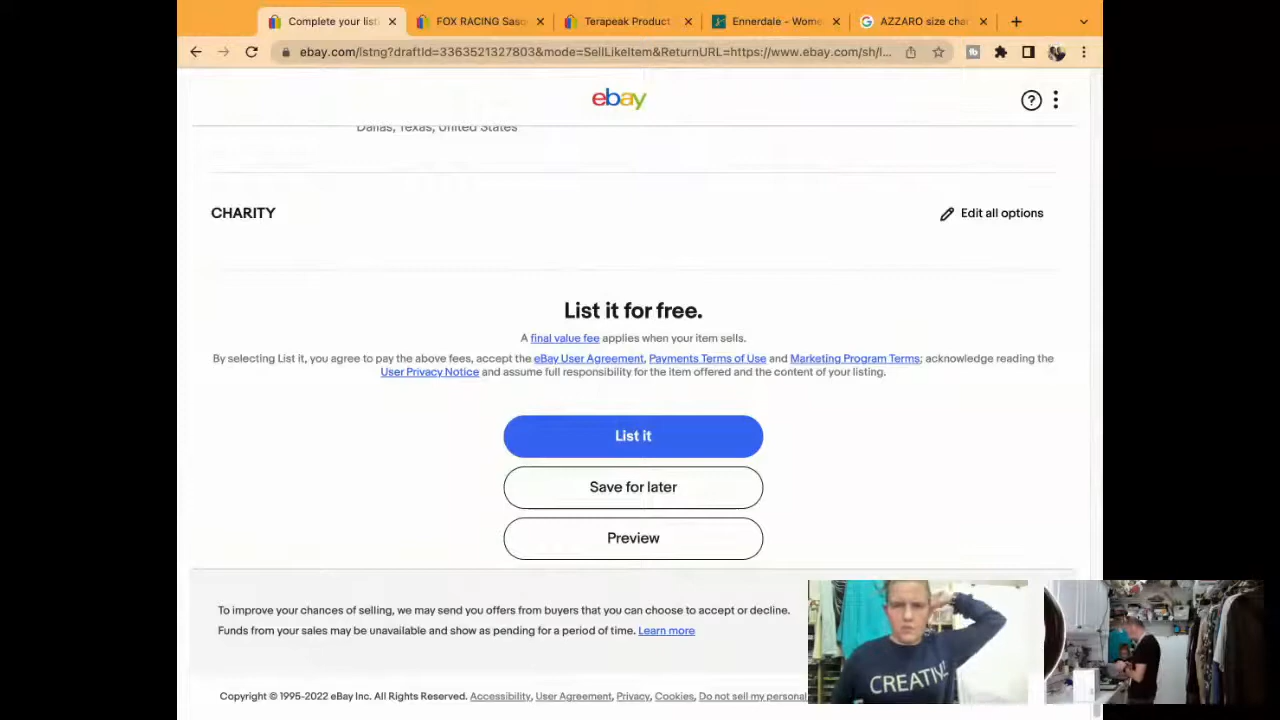 Complete your list
FOX RACING Saso
Terapeak Product
Ennerdale - Wome
AZZARO size char
ebay.com/lstng?draftId=3363521327803&mode=SellLikeItem&ReturnURL=https://www.ebay.com/sh/l...
ebay
Dallas, Texas, United States
CHARITY
Edit all options
List it for free.
A final value fee applies when your item sells.
By selecting List it, you agree to pay the above fees, accept the eBay User Agreement, Payments Terms of Use and Marketing Program Terms; acknowledge reading the
User Privacy Notice and assume full responsibility for the item offered and the content of your listing.
List it
Save for later
Preview
To improve your chances of selling, we may send you offers from buyers that you can choose to accept or decline.
Funds from your sales may be unavailable and show as pending for a period of time. Learn more
Copyright © 1995-2022 eBay Inc. All Rights Reserved. Accessibility, User Agreement, Privacy, Cookies, Do not sell my personal